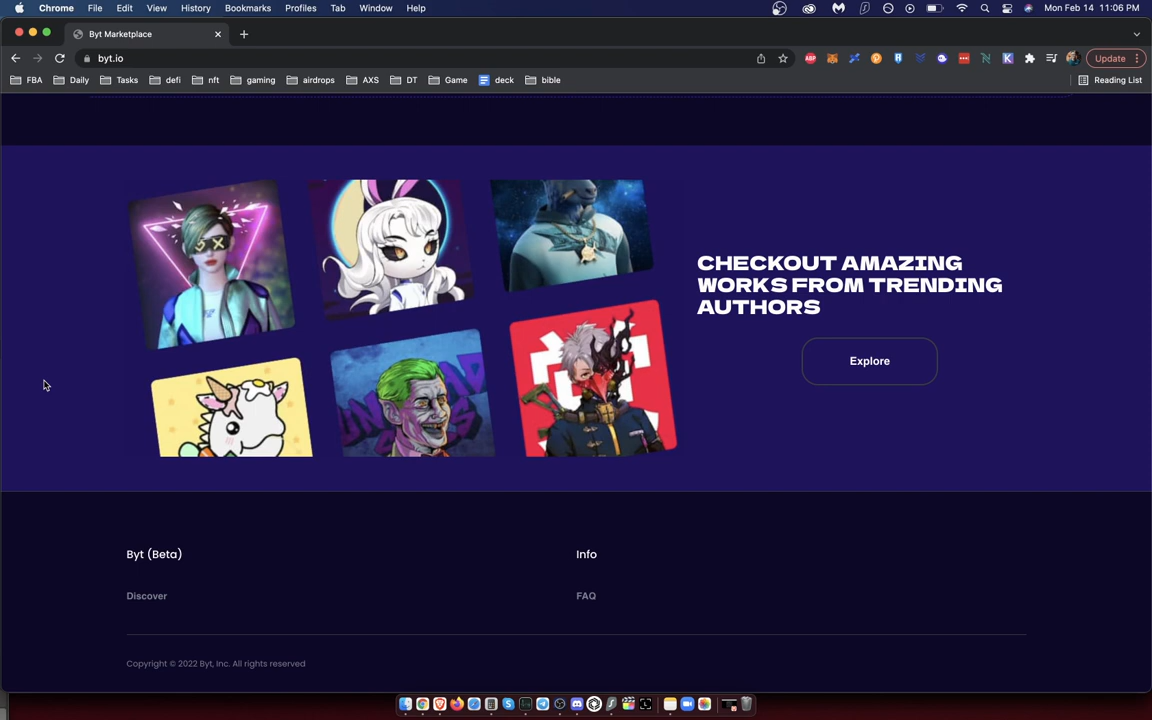 Chrome File Edit View History Bookmarks Profiles Tab Window Help Mon Feb 14 11:06 PM
Byt Marketplace
byt.io Update
FBA Daily Tasks defi nft gaming airdrops AXS DT Game deck bible Reading List
CHECKOUT AMAZING
WORKS FROM TRENDING
AUTHORS
Explore
Byt (Beta) Info
Discover FAQ
Copyright © 2022 Byt, Inc. All rights reserved